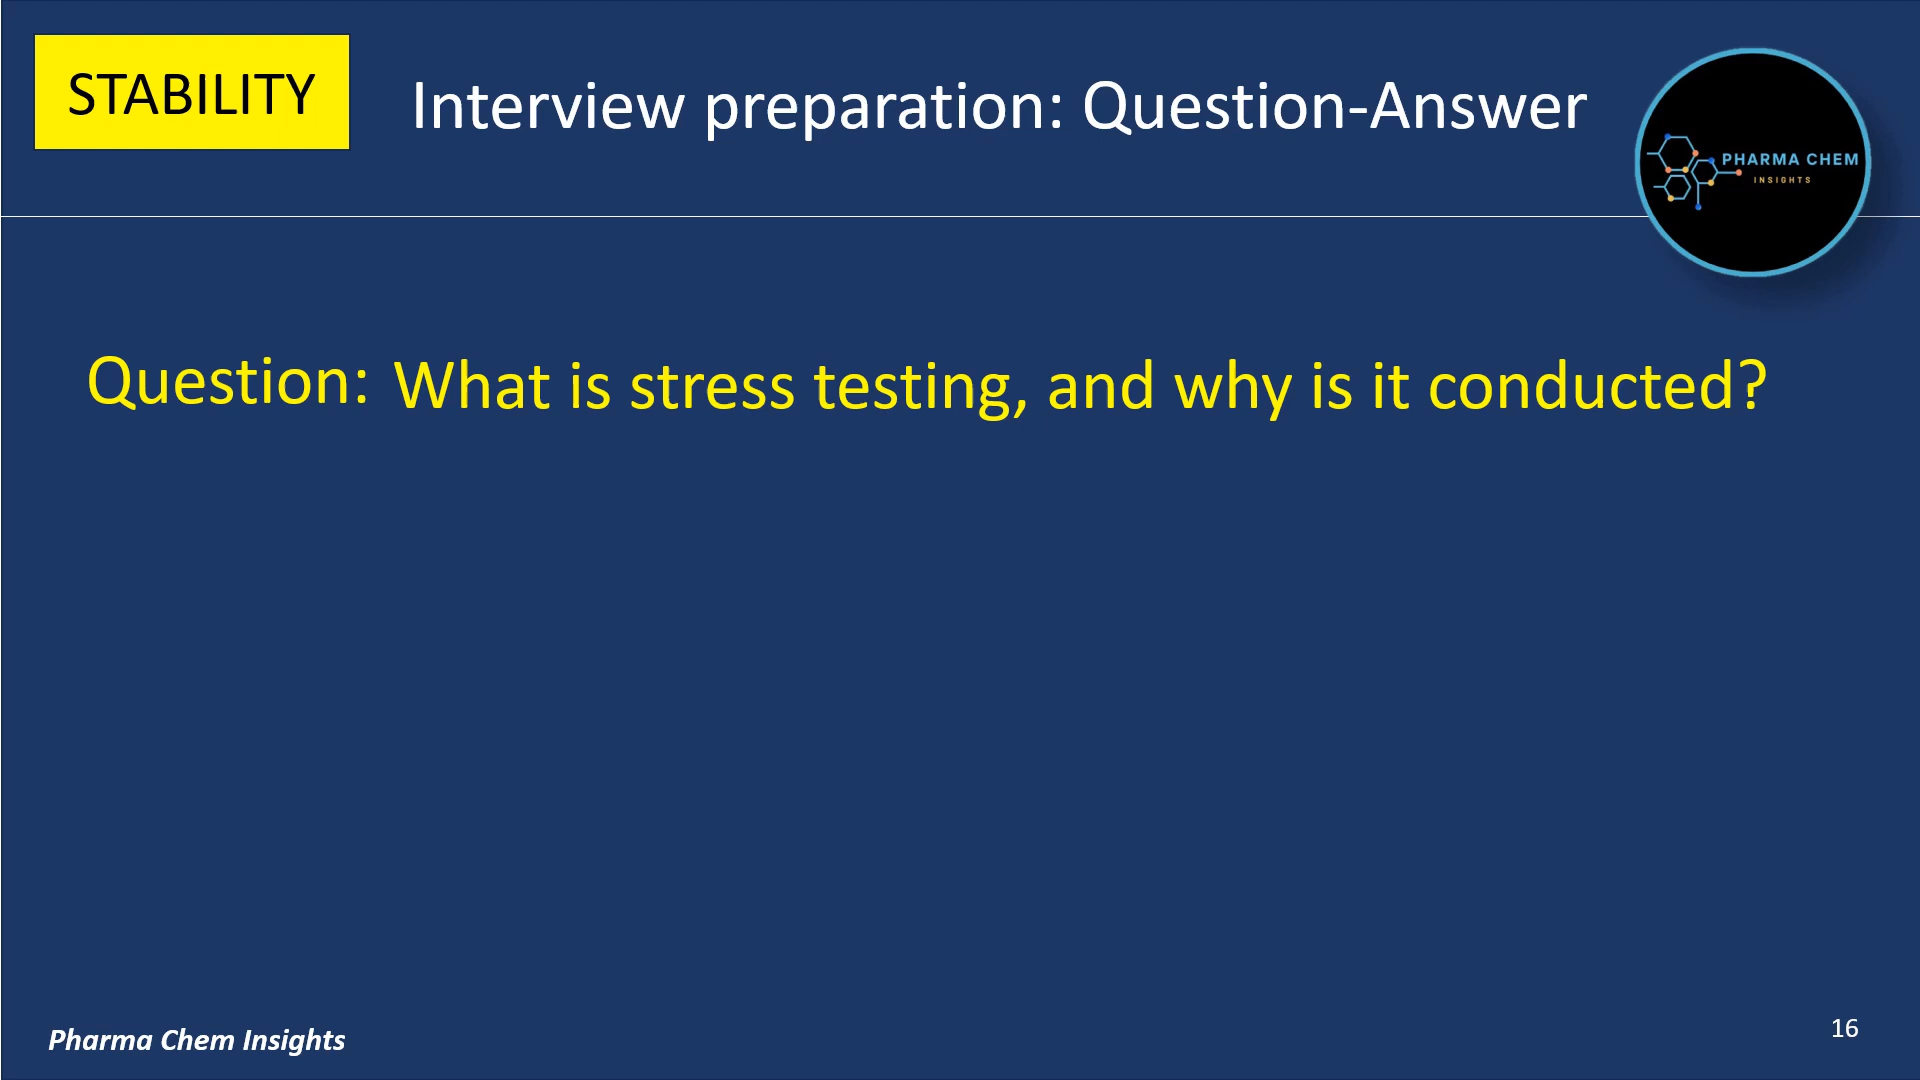 STABILITY
Interview preparation: Question-Answer
PHARMA CHEM
INSIGHTS
Question: What is stress testing, and why is it conducted?
Pharma Chem Insights
16